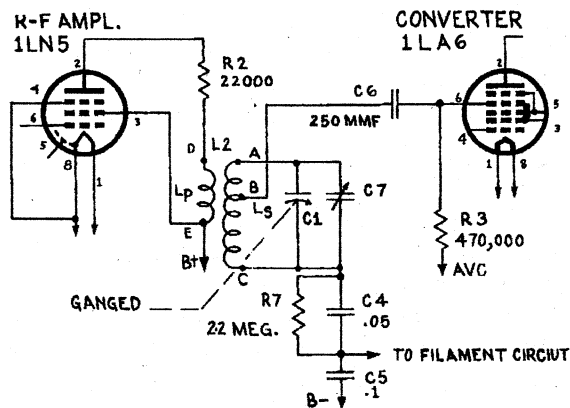 R-F AMPL.
1LN5
CONVERTER
1LA6
2
R2
22000
4
3
6
5
8
1
C6
250 MMF
2
6
5
4
3
1
8
D
L2
A
Lp
B
Ls
C1
C7
E
B+
C
R3
470,000
AVC
GANGED
R7
2.2 MEG.
C4
.05
TO FILAMENT CIRCIUT
C5
.1
B-